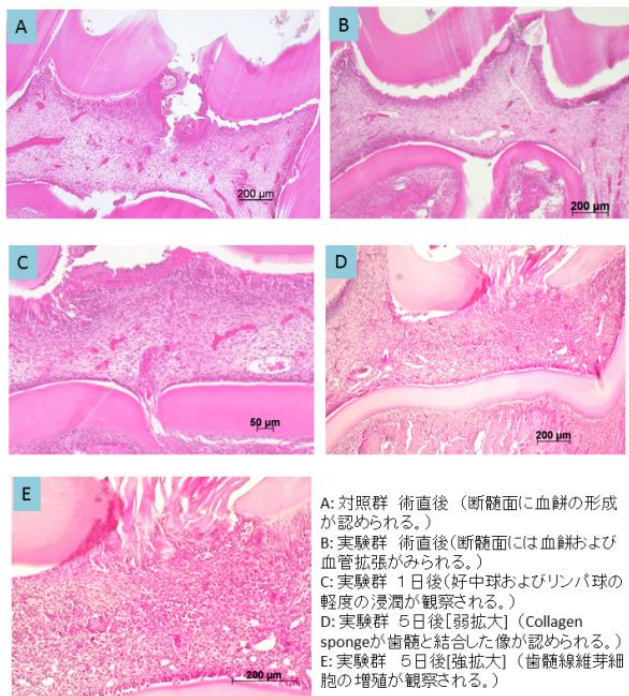 A
200 μm
B
200 μm
C
50 μm
D
200 μm
E
200 μm
A: 対照群 術直後 (断髄面に血餅の形成
が認められる。)
B: 実験群 術直後(断髄面には血餅および
血管拡張がみられる。)
C: 実験群 1日後(好中球およびリンパ球の
軽度の浸潤が観察される。)
D: 実験群 5日後[弱拡大] (Collagen
spongeが歯髄と結合した像が認められる。)
E: 実験群 5日後[強拡大] (歯髄線維芽細
胞の増殖が観察される。)